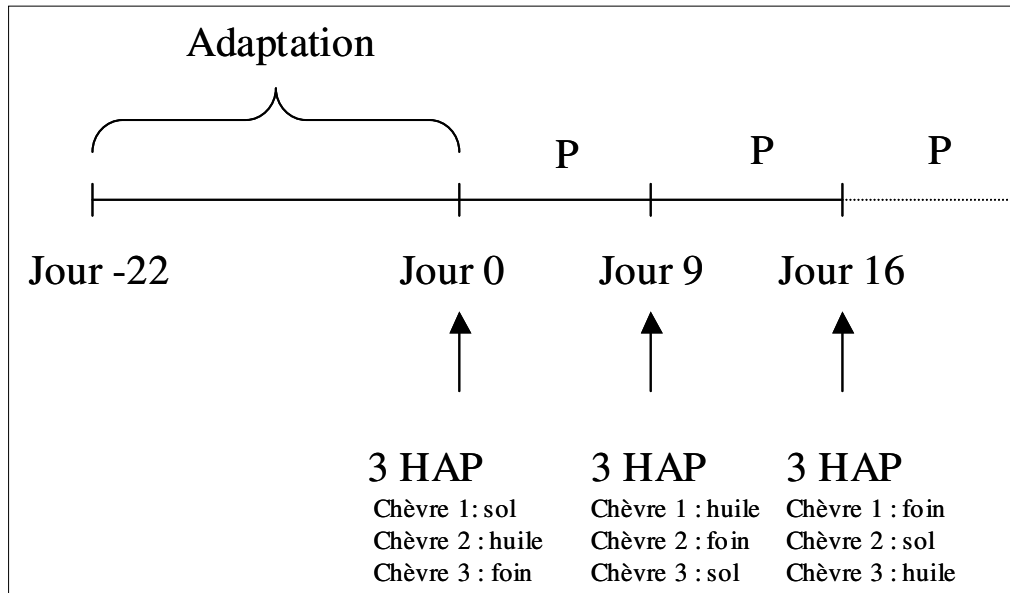 Adaptation
P P P
Jour -22 Jour 0 Jour 9 Jour 16
3 HAP
Chèvre 1: sol
Chèvre 2 : huile
Chèvre 3 : foin
3 HAP
Chèvre 1 : huile
Chèvre 2 : foin
Chèvre 3 : sol
3 HAP
Chèvre 1 : foin
Chèvre 2 : sol
Chèvre 3 : huile